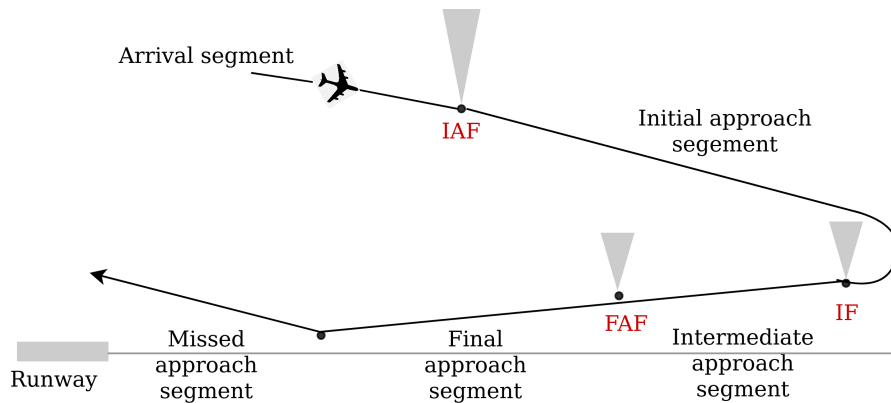 Arrival segment
IAF
Initial approach
segement
FAF
IF
Missed
approach
segment
Final
approach
segment
Intermediate
approach
segment
Runway